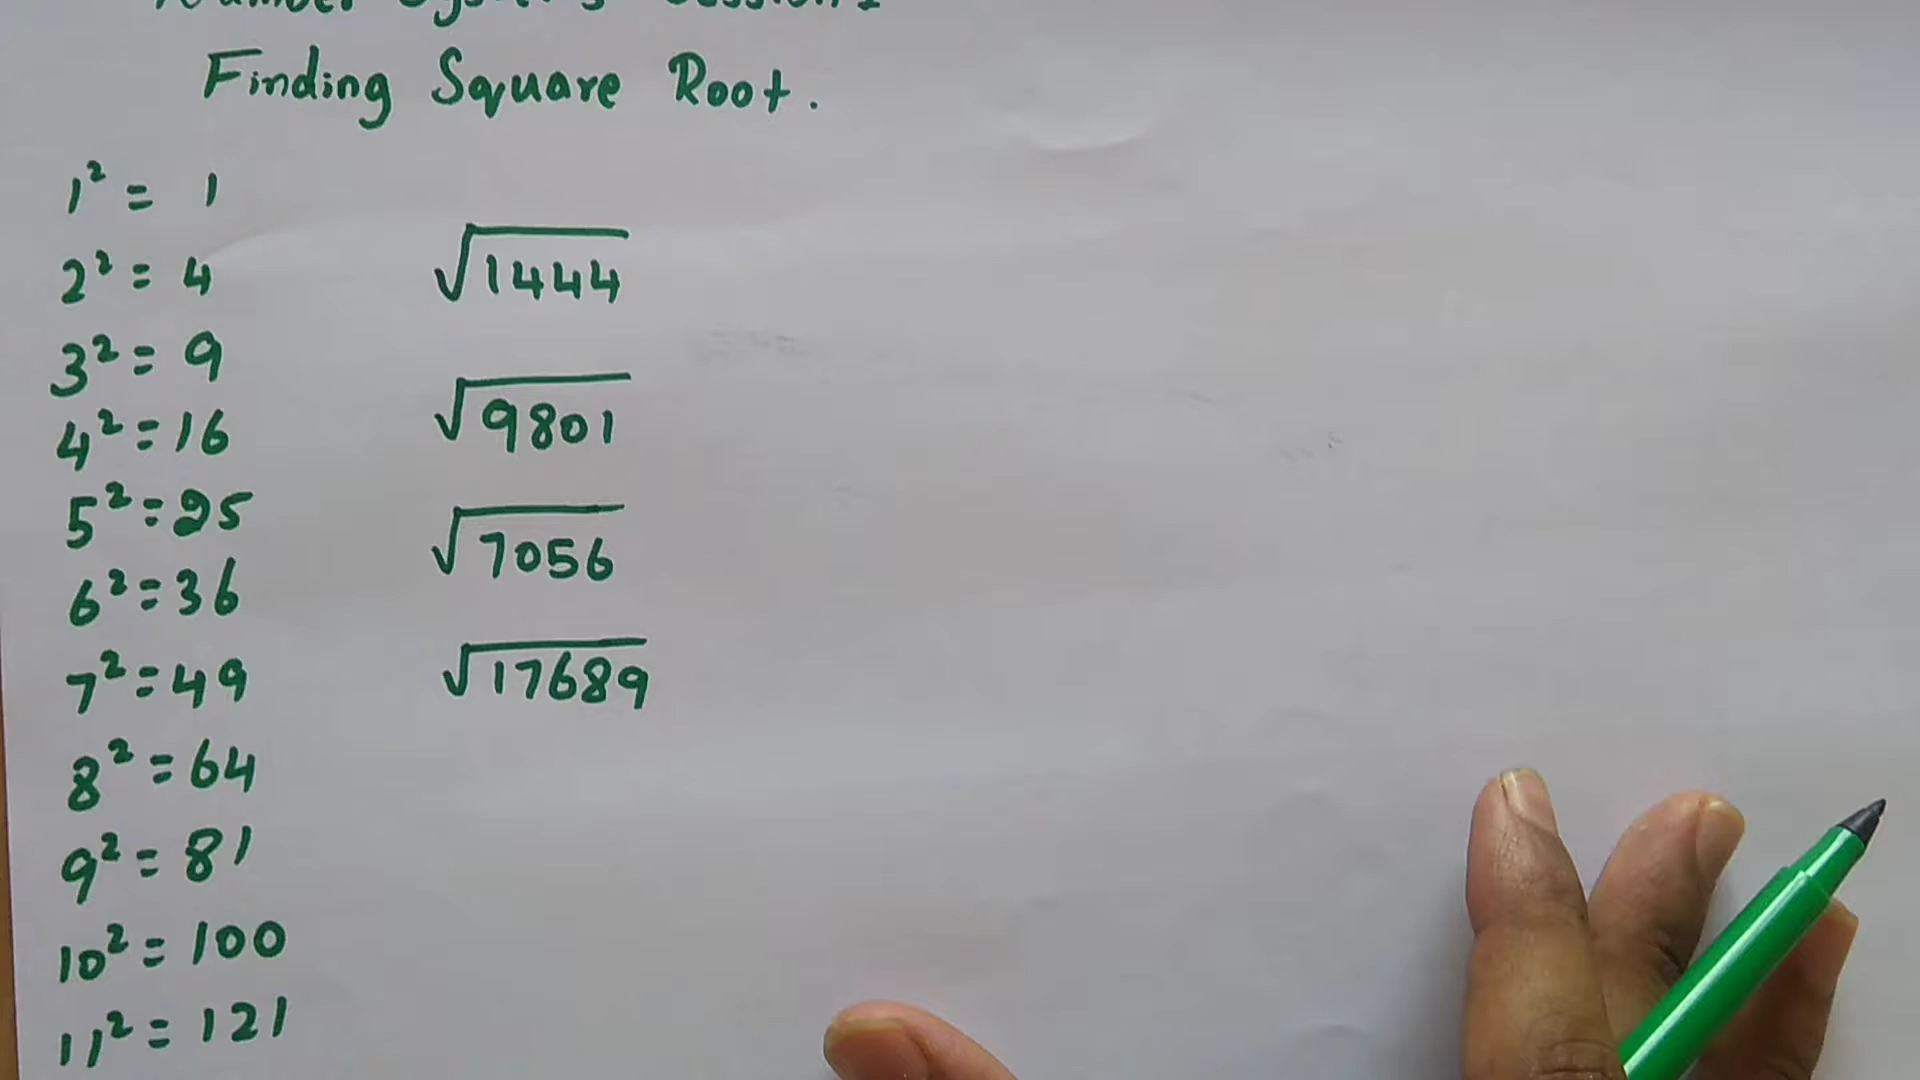 Finding Square Root.
1² = 1
2² = 4
3² = 9
4² = 16
5² = 25
6² = 36
7² = 49
8² = 64
9² = 81
10² = 100
11² = 121
√1444
√9801
√7056
√17689